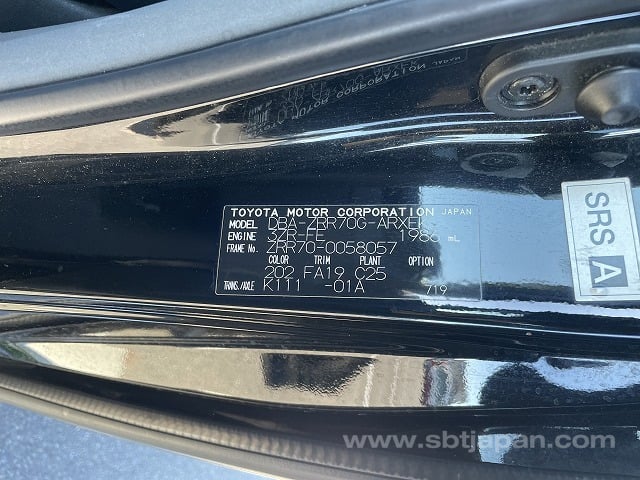 TOYOTA MOTOR CORPORATION JAPAN
MODEL DBA-ZRR70G-ARXEK
ENGINE 3ZR-FE 1986 mL
FRAME No. ZRR70-0058057
COLOR TRIM PLANT OPTION
202 FA19 C25
TRANS./AXLE K111 -01A
719
SRS A
www.sbtjapan.com